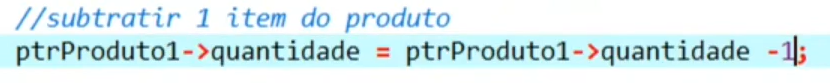 //subtratir 1 item do produto
ptrProduto1->quantidade = ptrProduto1->quantidade -1;